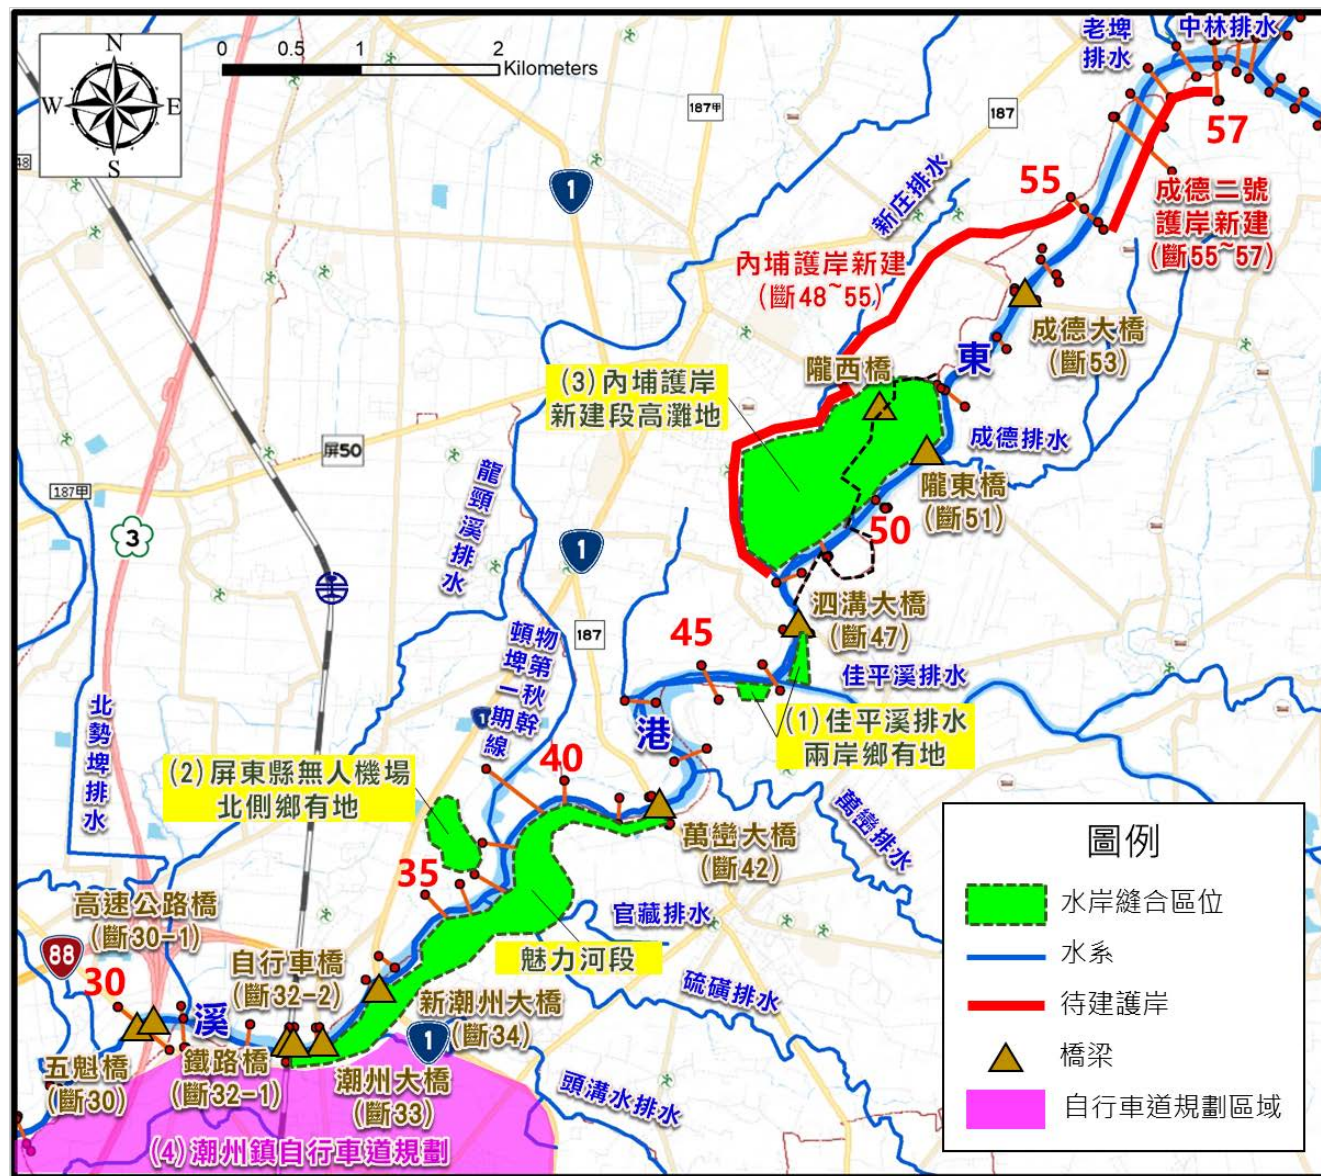 N
W
E
S
0
0.5
1
2
Kilometers
老埤
排水
中林排水
187甲
187
1
57
55
成德二號
護岸新建
(斷55~57)
新庄排水
內埔護岸新建
(斷48~55)
成德大橋
(斷53)
隴西橋
東
(3)內埔護岸
新建段高灘地
成德排水
屏50
187甲
3
龍頸溪排水
隴東橋
(斷51)
50
1
泗溝大橋
(斷47)
187
45
佳平溪排水
物第秋幹
頓埤一期線
1
港
(1)佳平溪排水
兩岸鄉有地
北勢埤排水
40
(2)屏東縣無人機場
北側鄉有地
萬巒大橋
(斷42)
萬巒排水
35
官藏排水
魅力河段
硫磺排水
高速公路橋
(斷30-1)
88
30
自行車橋
(斷32-2)
溪
新潮州大橋
(斷34)
1
五魁橋
(斷30)
鐵路橋
(斷32-1)
潮州大橋
(斷33)
頭溝水排水
(4)潮州鎮自行車道規劃
圖例
水岸縫合區位
水系
待建護岸
橋梁
自行車道規劃區域